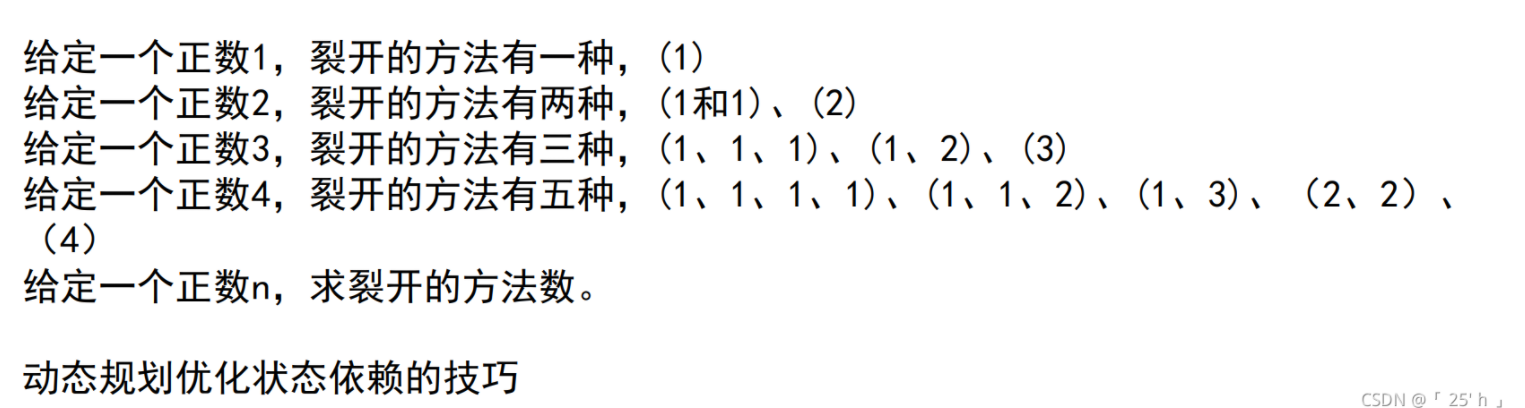 给定一个正数1，裂开的方法有一种，(1)
给定一个正数2，裂开的方法有两种，(1和1)、(2)
给定一个正数3，裂开的方法有三种，(1、1、1)、(1、2)、(3)
给定一个正数4，裂开的方法有五种，(1、1、1、1)、(1、1、2)、(1、3)、（2、2）、
（4）
给定一个正数n，求裂开的方法数。
动态规划优化状态依赖的技巧
CSDN @「 25' h 」